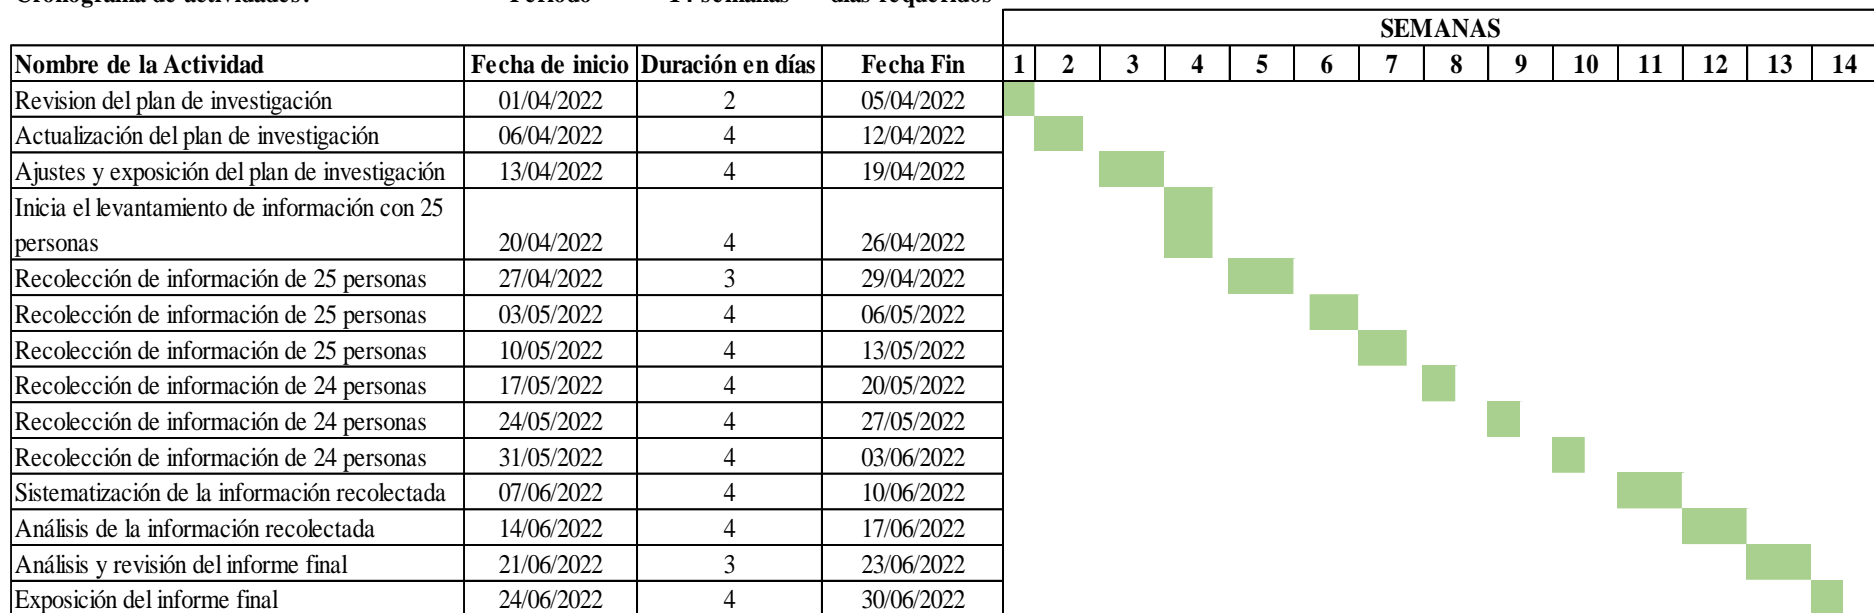 SEMANAS
Nombre de la Actividad Fecha de inicio Duración en días Fecha Fin 1 2 3 4 5 6 7 8 9 10 11 12 13 14
Revision del plan de investigación 01/04/2022 2 05/04/2022
Actualización del plan de investigación 06/04/2022 4 12/04/2022
Ajustes y exposición del plan de investigación 13/04/2022 4 19/04/2022
Inicia el levantamiento de información con 25
personas 20/04/2022 4 26/04/2022
Recolección de información de 25 personas 27/04/2022 3 29/04/2022
Recolección de información de 25 personas 03/05/2022 4 06/05/2022
Recolección de información de 25 personas 10/05/2022 4 13/05/2022
Recolección de información de 24 personas 17/05/2022 4 20/05/2022
Recolección de información de 24 personas 24/05/2022 4 27/05/2022
Recolección de información de 24 personas 31/05/2022 4 03/06/2022
Sistematización de la información recolectada 07/06/2022 4 10/06/2022
Análisis de la información recolectada 14/06/2022 4 17/06/2022
Análisis y revisión del informe final 21/06/2022 3 23/06/2022
Exposición del informe final 24/06/2022 4 30/06/2022